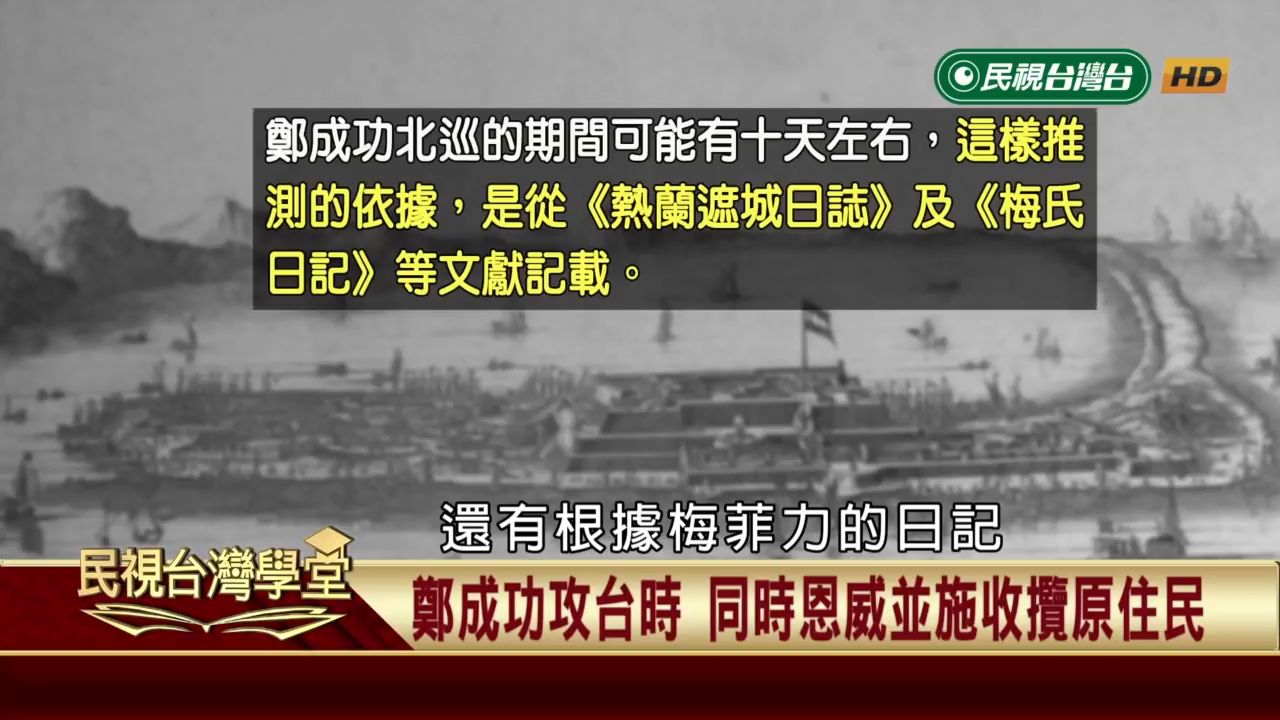 民視台灣台 HD
鄭成功北巡的期間可能有十天左右，這樣推
測的依據，是從《熱蘭遮城日誌》及《梅氏
日記》等文獻記載。
還有根據梅菲力的日記
民視台灣學堂
鄭成功攻台時 同時恩威並施收攬原住民